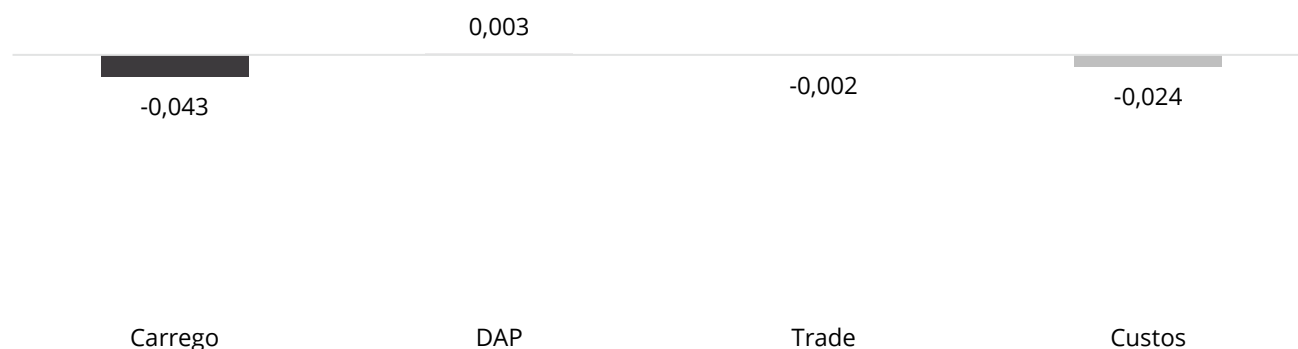 0,003
-0,043
-0,002
-0,024
Carrego
DAP
Trade
Custos